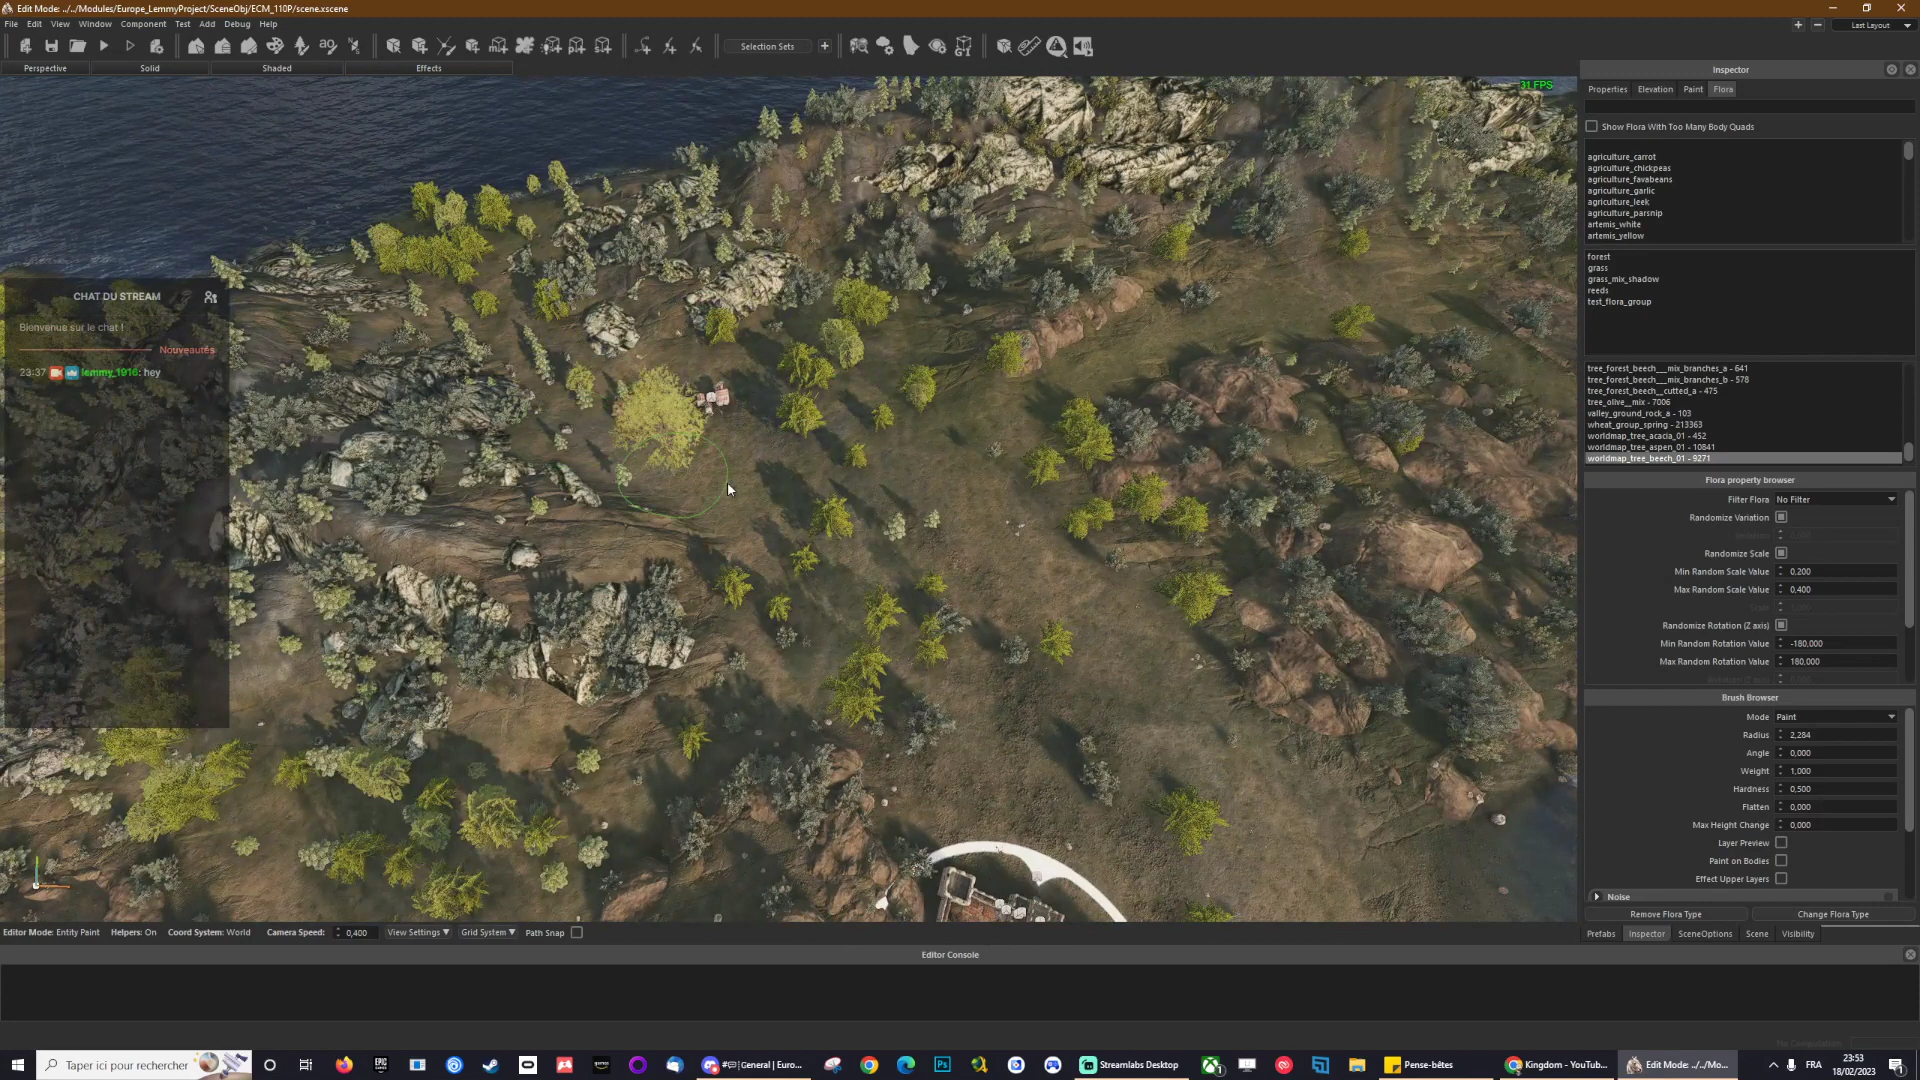 Edit Mode: ../../Modules/Europe_LemmyProject/SceneObj/ECM_110P/scene.xscene
File Edit View Window Component Test Add Debug Help
Last Layout
Selection Sets
Perspective Solid Shaded Effects
31 FPS
Inspector
Properties Elevation Paint Flora
Show Flora With Too Many Body Quads
agriculture_carrot
agriculture_chickpeas
agriculture_favabeans
agriculture_garlic
agriculture_leek
agriculture_parsnip
artemis_white
artemis_yellow
forest
grass
grass_mix_shadow
reeds
test_flora_group
tree_forest_beech__mix_branches_a - 641
tree_forest_beech__mix_branches_b - 578
tree_forest_beech__cutted_a - 475
tree_olive__mix - 7006
valley_ground_rock_a - 103
wheat_group_spring - 213363
worldmap_tree_acacia_01 - 452
worldmap_tree_aspen_01 - 10841
worldmap_tree_beech_01 - 9271
Flora property browser
Filter Flora No Filter
Randomize Variation
Randomize Scale
Min Random Scale Value 0,200
Max Random Scale Value 0,400
Randomize Rotation (Z axis)
Min Random Rotation Value -180,000
Max Random Rotation Value 180,000
Brush Browser
Mode Paint
Radius 2,284
Angle 0,000
Weight 1,000
Hardness 0,500
Flatten 0,000
Max Height Change 0,000
Layer Preview
Paint on Bodies
Effect Upper Layers
Noise
Remove Flora Type Change Flora Type
Prefabs Inspector SceneOptions Scene Visibility
CHAT DU STREAM
Bienvenue sur le chat !
Nouveautés
23:37 lemmy_1916: hey
Editor Mode: Entity Paint Helpers: On Coord System: World Camera Speed: 0,400 View Settings Grid System Path Snap
Editor Console
No Computation
Taper ici pour rechercher
General | Euro...
Streamlabs Desktop
Pense-bêtes
Kingdom - YouTub...
Edit Mode: ../../Mo...
FRA
23:53
18/02/2023